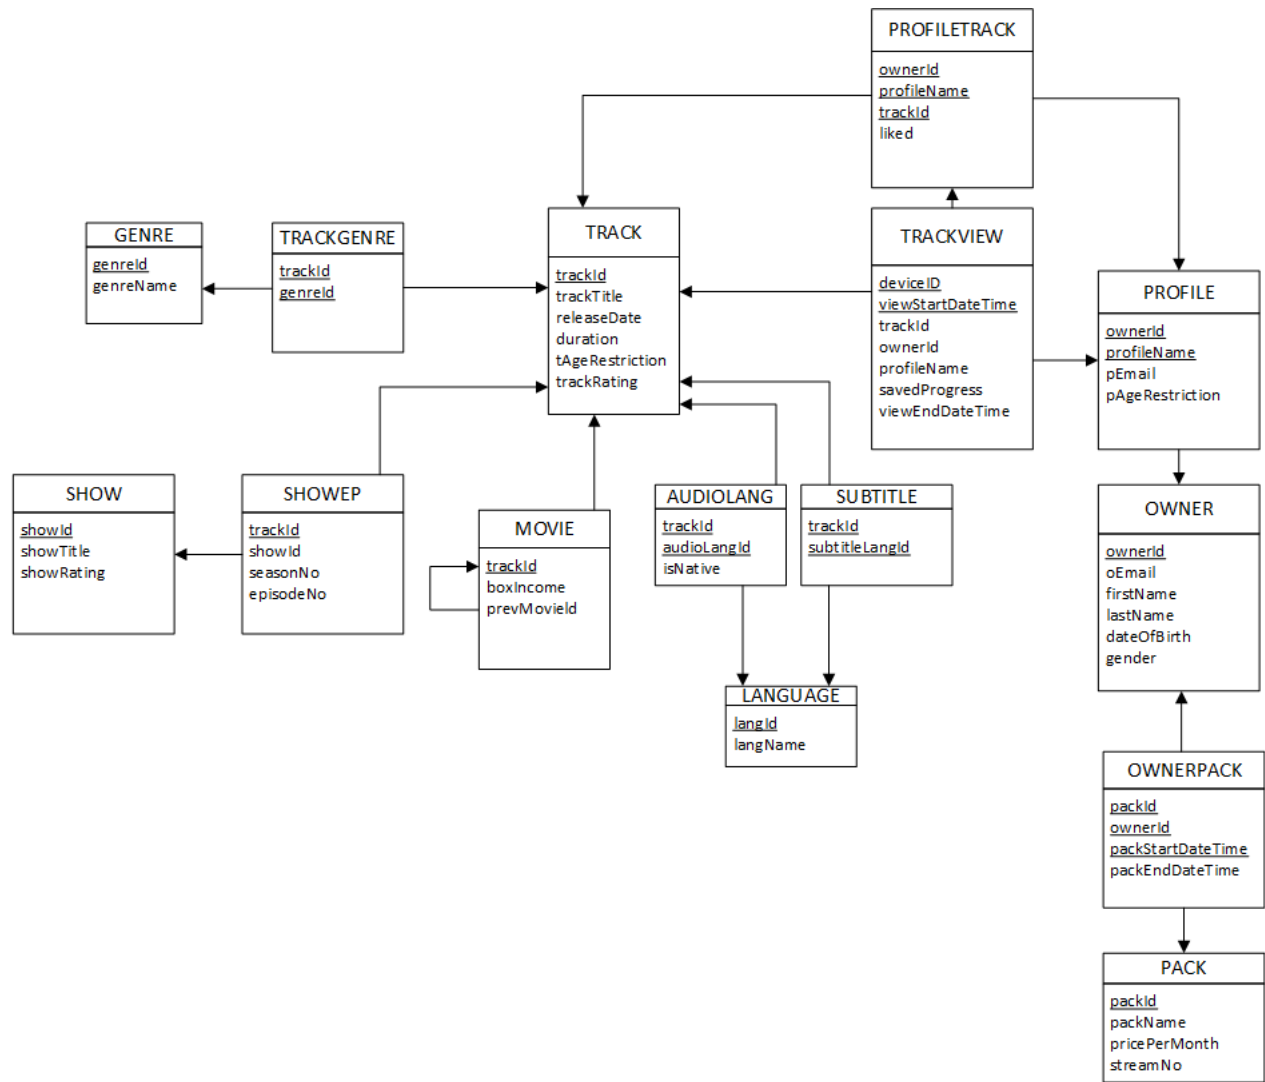 PROFILETRACK
ownerId
profileName
trackId
liked
GENRE
genreId
genreName
TRACKGENRE
trackId
genreId
TRACK
trackId
trackTitle
releaseDate
duration
tAgeRestriction
trackRating
TRACKVIEW
deviceID
viewStartDateTime
trackId
ownerId
profileName
savedProgress
viewEndDateTime
PROFILE
ownerId
profileName
pEmail
pAgeRestriction
SHOW
showId
showTitle
showRating
SHOWEP
trackId
showId
seasonNo
episodeNo
MOVIE
trackId
boxIncome
prevMovieId
AUDIOLANG
trackId
audioLangId
isNative
SUBTITLE
trackId
subtitleLangId
OWNER
ownerId
oEmail
firstName
lastName
dateOfBirth
gender
LANGUAGE
langId
langName
OWNERPACK
packId
ownerId
packStartDateTime
packEndDateTime
PACK
packId
packName
pricePerMonth
streamNo